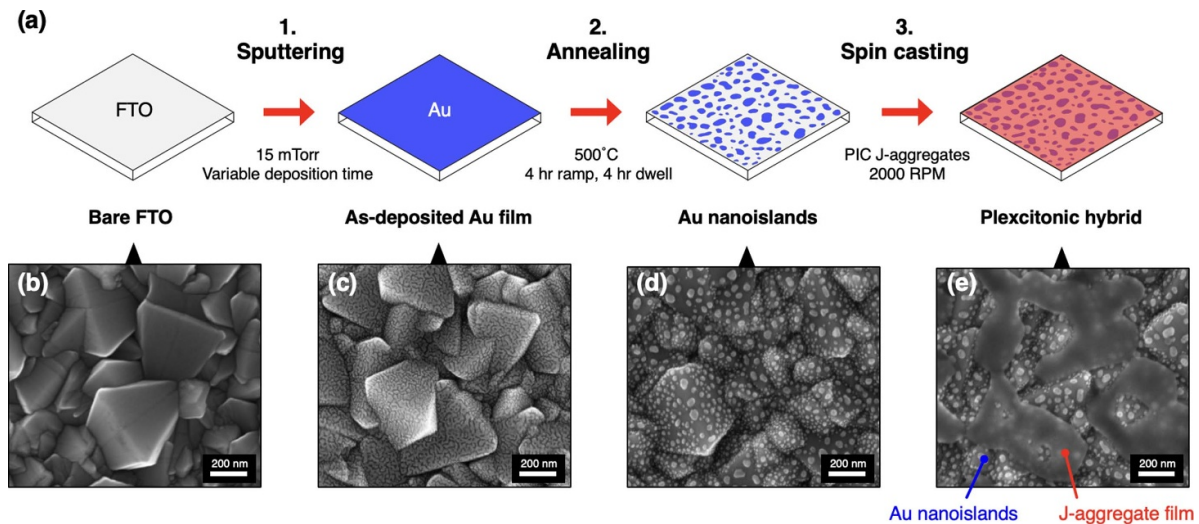 (a)
1.
Sputtering
2.
Annealing
3.
Spin casting
FTO
Au
15 mTorr
Variable deposition time
500˚C
4 hr ramp, 4 hr dwell
PIC J-aggregates
2000 RPM
Bare FTO
As-deposited Au film
Au nanoislands
Plexcitonic hybrid
(b)
(c)
(d)
(e)
200 nm
200 nm
200 nm
200 nm
Au nanoislands
J-aggregate film